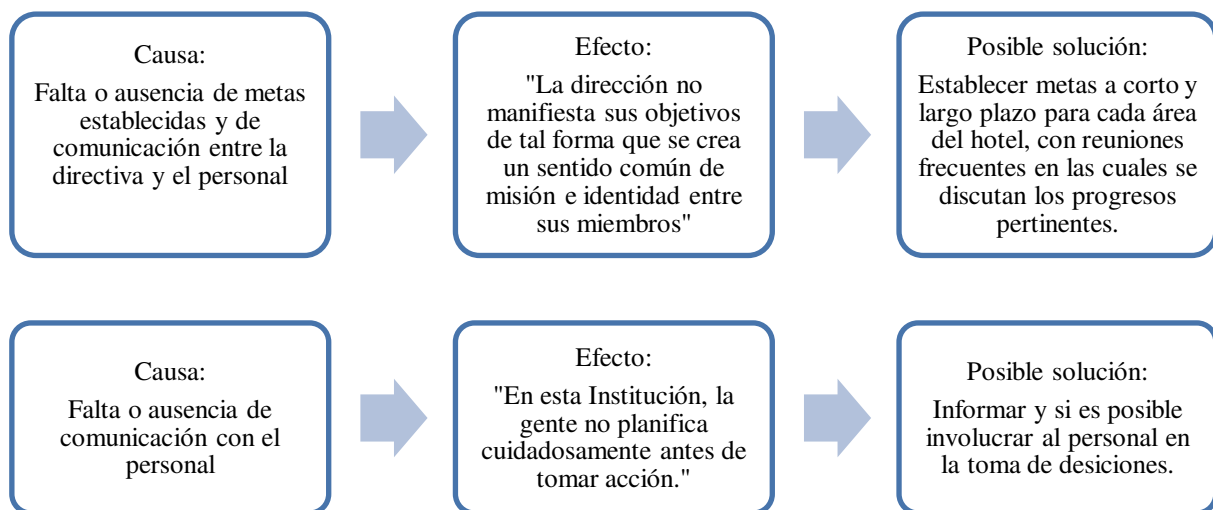 Causa:
Falta o ausencia de metas
establecidas y de
comunicación entre la
directiva y el personal
Efecto:
"La dirección no
manifiesta sus objetivos
de tal forma que se crea
un sentido común de
misión e identidad entre
sus miembros"
Posible solución:
Establecer metas a corto y
largo plazo para cada área
del hotel, con reuniones
frecuentes en las cuales se
discutan los progresos
pertinentes.
Causa:
Falta o ausencia de
comunicación con el
personal
Efecto:
"En esta Institución, la
gente no planifica
cuidadosamente antes de
tomar acción."
Posible solución:
Informar y si es posible
involucrar al personal en
la toma de desiciones.